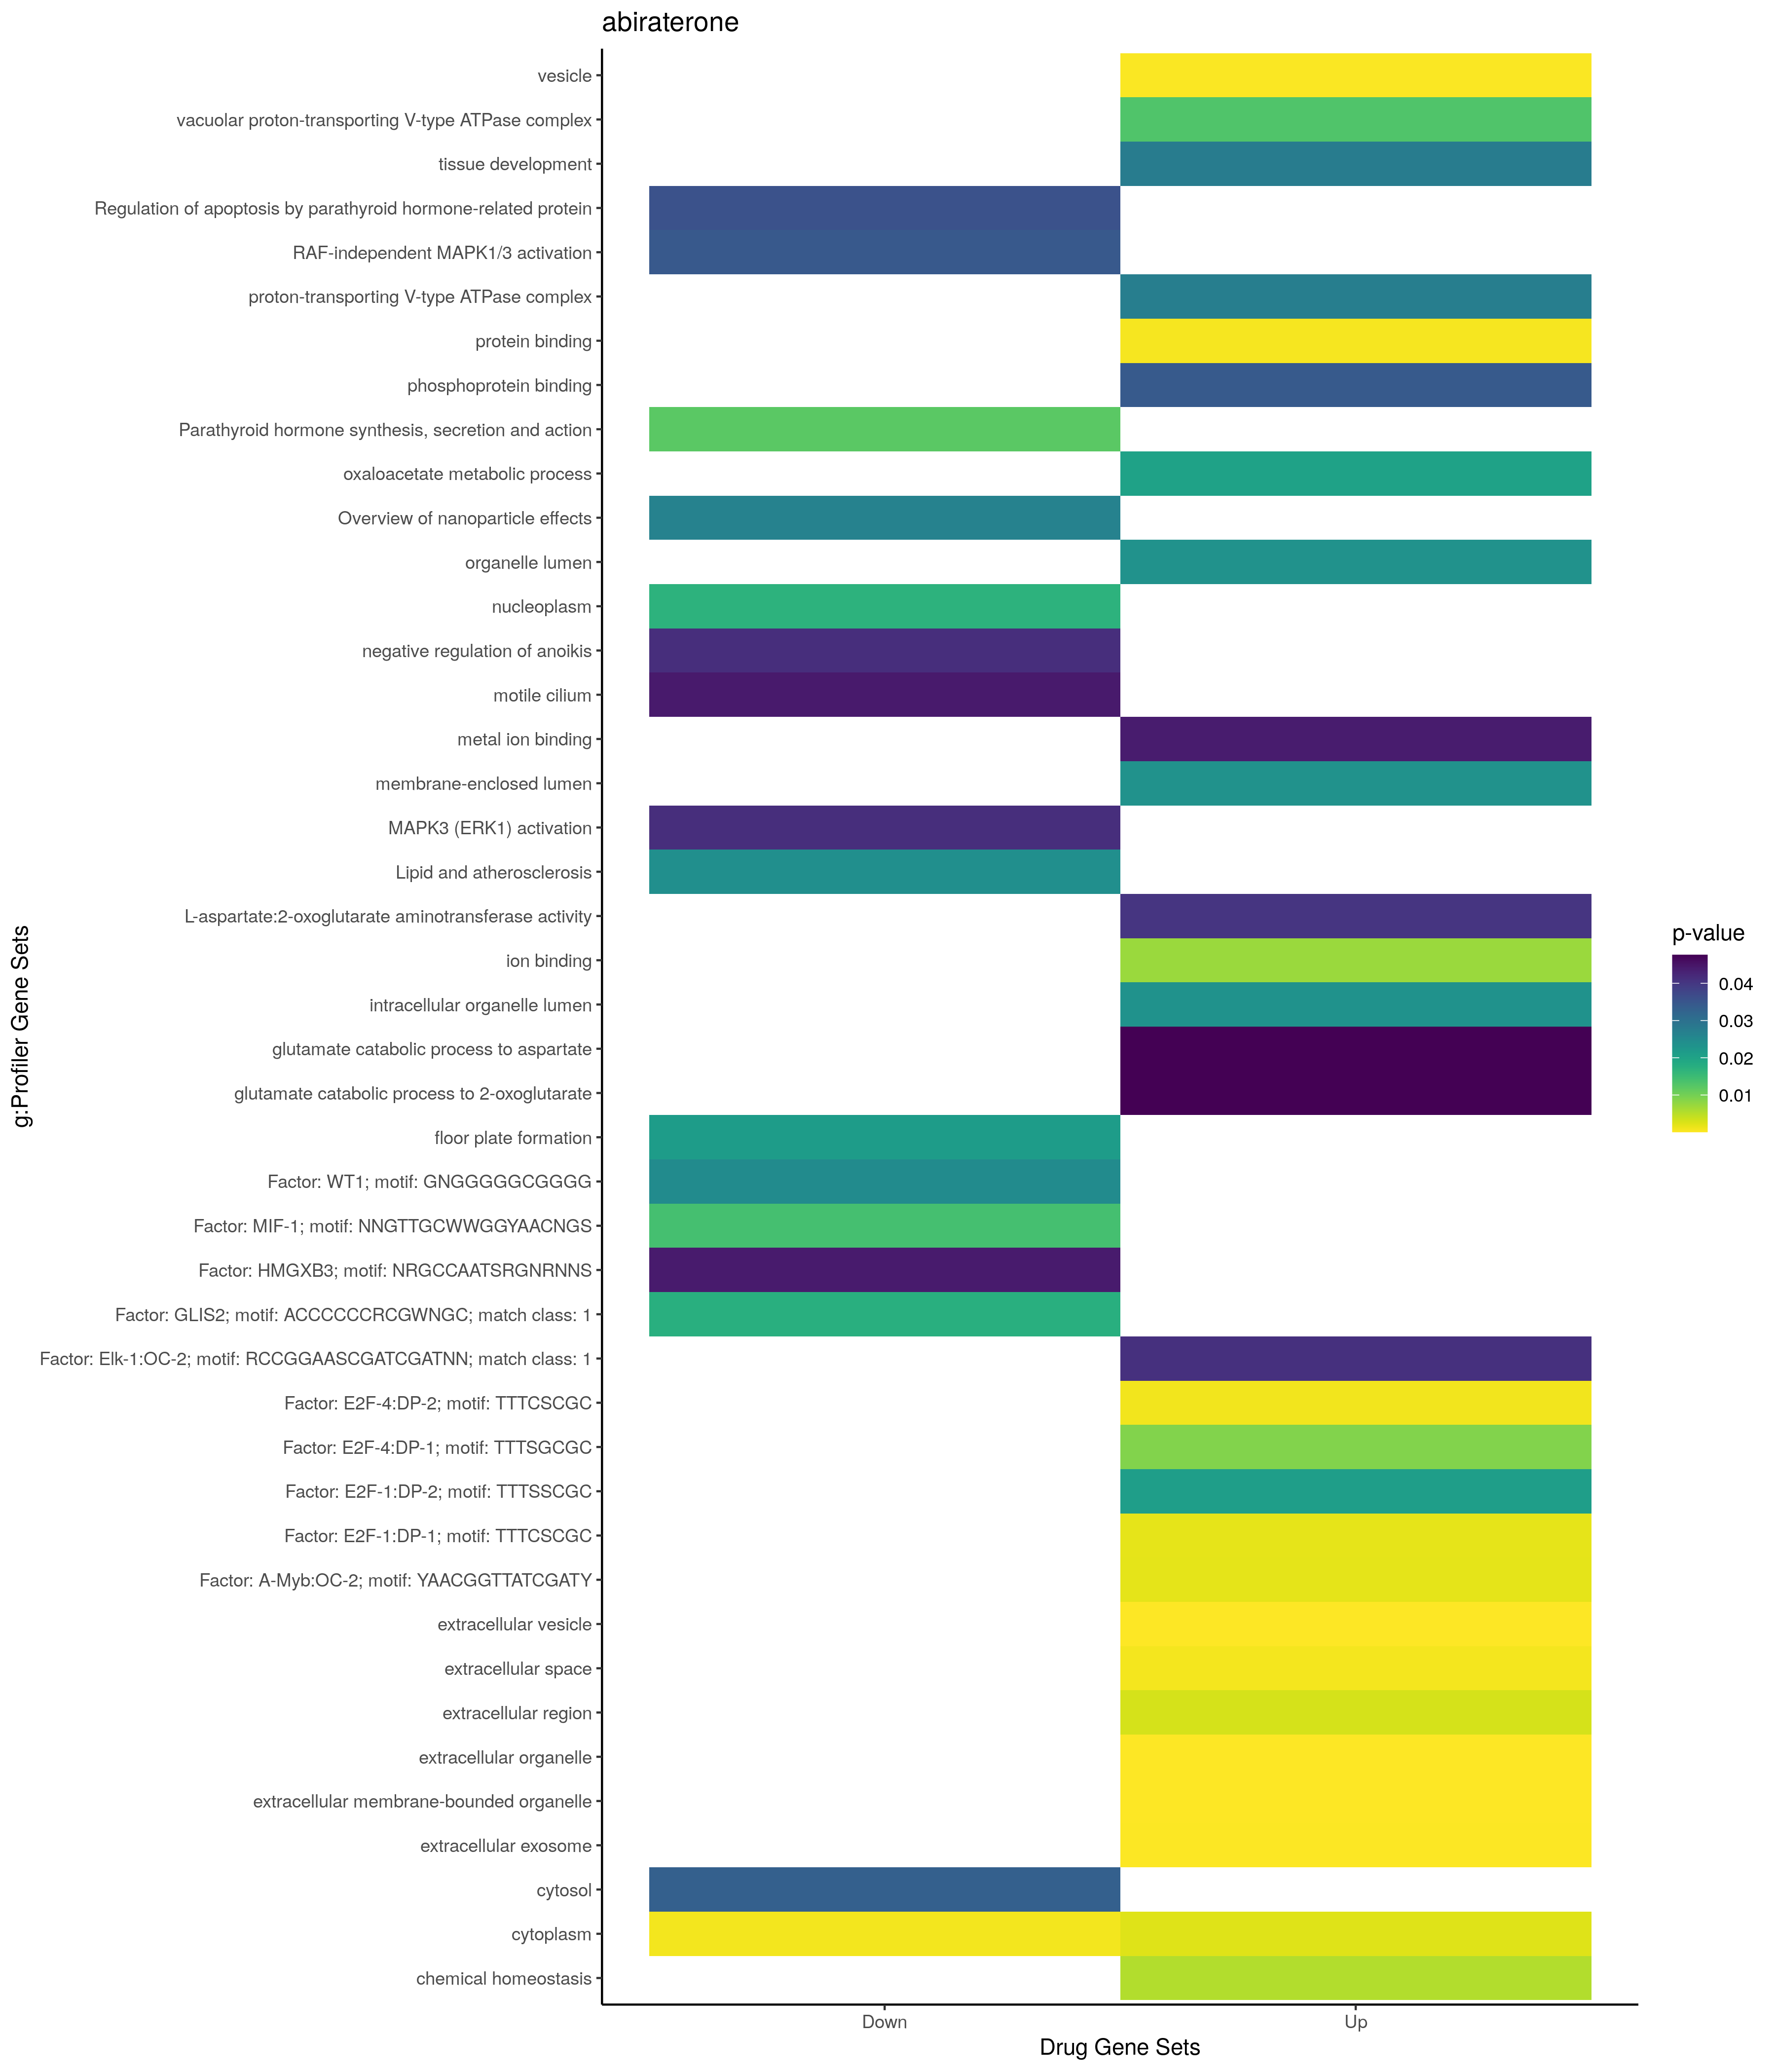 abiraterone
vesicle
vacuolar proton-transporting V-type ATPase complex
tissue development
Regulation of apoptosis by parathyroid hormone-related protein
RAF-independent MAPK1/3 activation
proton-transporting V-type ATPase complex
protein binding
phosphoprotein binding
Parathyroid hormone synthesis, secretion and action
oxaloacetate metabolic process
Overview of nanoparticle effects
organelle lumen
nucleoplasm
negative regulation of anoikis
motile cilium
metal ion binding
membrane-enclosed lumen
MAPK3 (ERK1) activation
Lipid and atherosclerosis
L-aspartate:2-oxoglutarate aminotransferase activity
ion binding
intracellular organelle lumen
glutamate catabolic process to aspartate
glutamate catabolic process to 2-oxoglutarate
floor plate formation
Factor: WT1; motif: GNGGGGGCGGGG
Factor: MIF-1; motif: NNGTTGCWWGGYAACNGS
Factor: HMGXB3; motif: NRGCCAATSRGNRNNS
Factor: GLIS2; motif: ACCCCCCRCGWNGC; match class: 1
Factor: Elk-1:OC-2; motif: RCCGGAASCGATCGATNN; match class: 1
Factor: E2F-4:DP-2; motif: TTTCSCGC
Factor: E2F-4:DP-1; motif: TTTSGCGC
Factor: E2F-1:DP-2; motif: TTTSSCGC
Factor: E2F-1:DP-1; motif: TTTCSCGC
Factor: A-Myb:OC-2; motif: YAACGGTTATCGATY
extracellular vesicle
extracellular space
extracellular region
extracellular organelle
extracellular membrane-bounded organelle
extracellular exosome
cytosol
cytoplasm
chemical homeostasis
g:Profiler Gene Sets
Down
Up
Drug Gene Sets
p-value
0.04
0.03
0.02
0.01